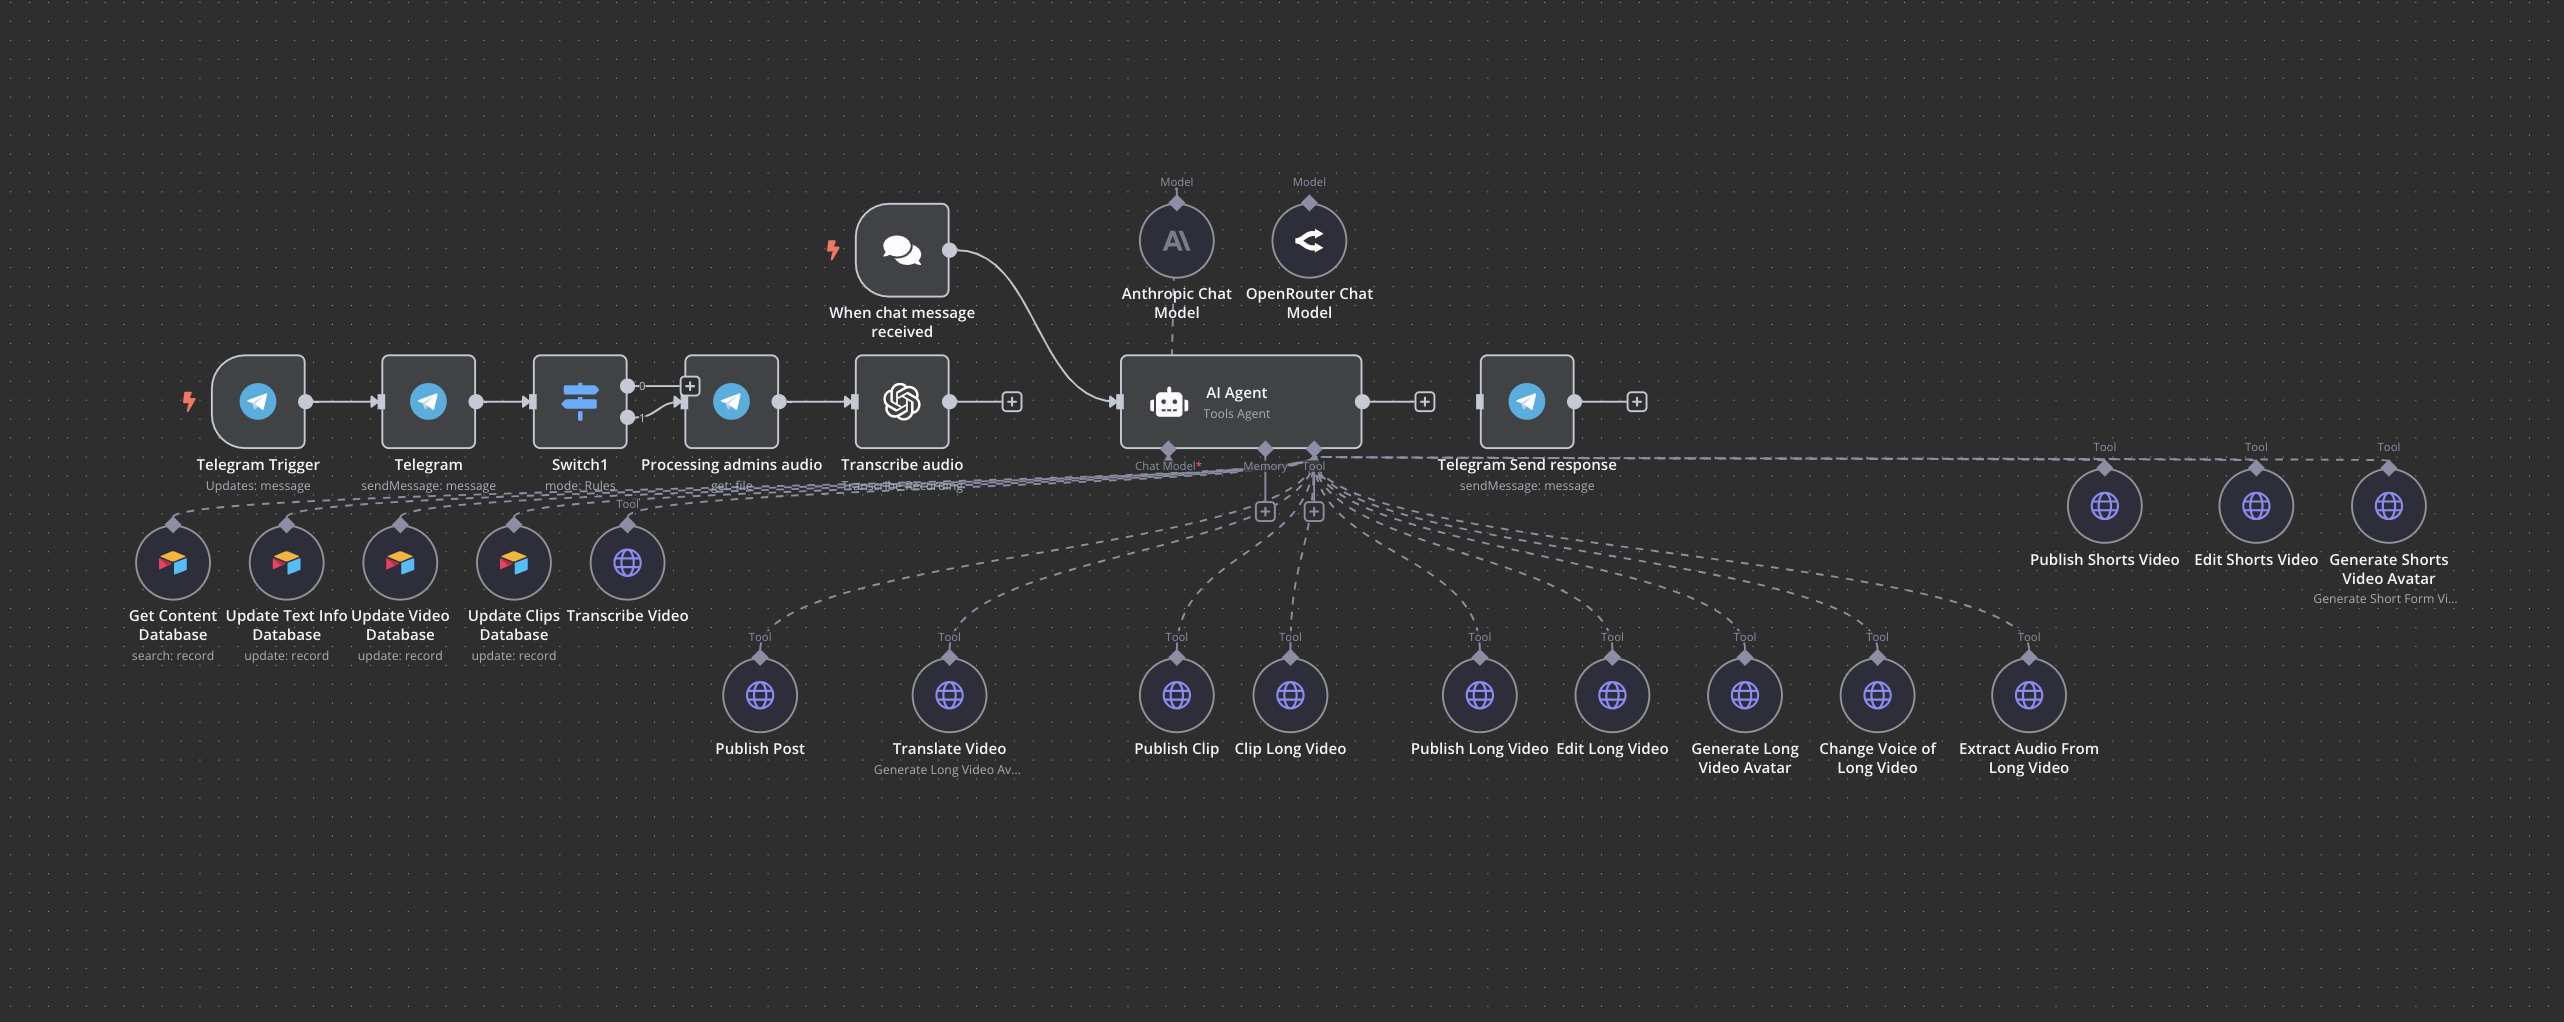 Model
Model
When chat message
received
Anthropic Chat
Model
OpenRouter Chat
Model
0
1
AI Agent
Tools Agent
Telegram Trigger
Updates: message
Telegram
sendMessage: message
Switch1
mode: Rules
Processing admins audio
get: file
Transcribe audio
Transcribe Recording
Chat Model*
Memory
Tool
Telegram Send response
sendMessage: message
Tool
Tool
Tool
Tool
Get Content
Database
search: record
Update Text Info
Database
update: record
Update Video
Database
update: record
Update Clips
Database
update: record
Transcribe Video
Publish Shorts Video
Edit Shorts Video
Generate Shorts
Video Avatar
Generate Short Form Vi...
Tool
Tool
Tool
Tool
Tool
Tool
Tool
Tool
Tool
Publish Post
Translate Video
Generate Long Video Av...
Publish Clip
Clip Long Video
Publish Long Video
Edit Long Video
Generate Long
Video Avatar
Change Voice of
Long Video
Extract Audio From
Long Video